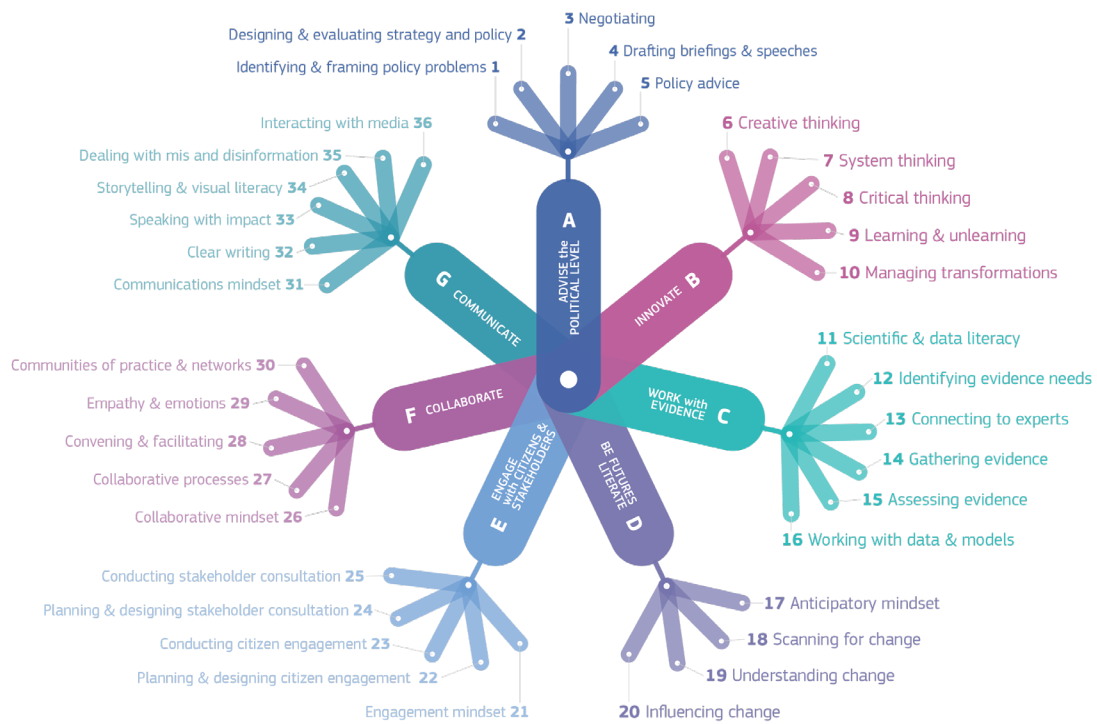 3 Negotiating
Designing & evaluating strategy and policy 2
4 Drafting briefings & speeches
Identifying & framing policy problems 1
5 Policy advice
A
ADVISE the
POLITICAL LEVEL
6 Creative thinking
7 System thinking
8 Critical thinking
9 Learning & unlearning
10 Managing transformations
B
INNOVATE
11 Scientific & data literacy
12 Identifying evidence needs
13 Connecting to experts
14 Gathering evidence
15 Assessing evidence
16 Working with data & models
WORK with
EVIDENCE
C
17 Anticipatory mindset
18 Scanning for change
19 Understanding change
20 Influencing change
BE FUTURES
LITERATE
D
Conducting stakeholder consultation 25
Planning & designing stakeholder consultation 24
Conducting citizen engagement 23
Planning & designing citizen engagement 22
Engagement mindset 21
ENGAGE
with CITIZENS &
STAKEHOLDERS
E
Communities of practice & networks 30
Empathy & emotions 29
Convening & facilitating 28
Collaborative processes 27
Collaborative mindset 26
F COLLABORATE
Interacting with media 36
Dealing with mis and disinformation 35
Storytelling & visual literacy 34
Speaking with impact 33
Clear writing 32
Communications mindset 31
G COMMUNICATE